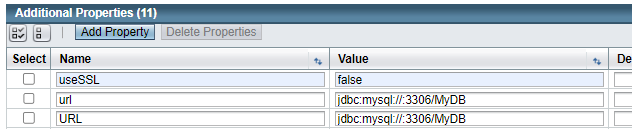 Additional Properties (11)
Add Property Delete Properties
Select Name Value De
useSSL false
url jdbc:mysql://:3306/MyDB
URL jdbc:mysql://:3306/MyDB